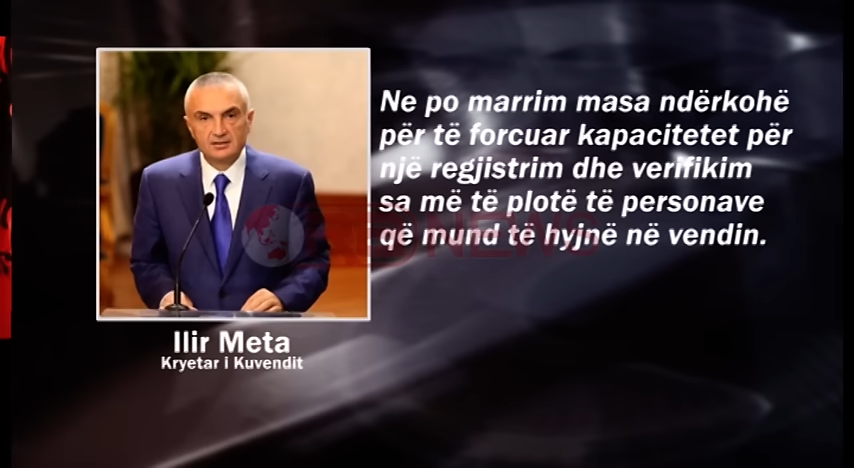 Ne po marrim masa ndërkohë
për të forcuar kapacitetet për
një regjistrim dhe verifikim
sa më të plotë të personave
që mund të hyjnë në vendin.
Ilir Meta
Kryetar i Kuvendit